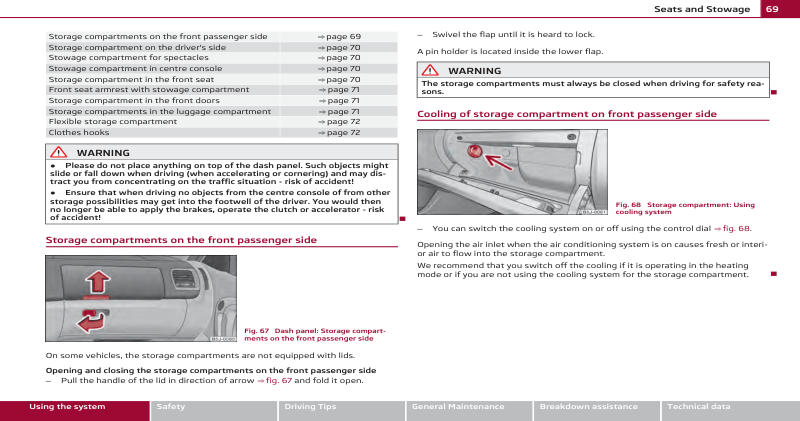 Seats and Stowage 69
Storage compartments on the front passenger side ⇒ page 69
Storage compartment on the driver's side ⇒ page 70
Stowage compartment for spectacles ⇒ page 70
Stowage compartment in centre console ⇒ page 70
Storage compartment in the front seat ⇒ page 70
Front seat armrest with stowage compartment ⇒ page 71
Storage compartment in the front doors ⇒ page 71
Storage compartments in the luggage compartment ⇒ page 71
Flexible storage compartment ⇒ page 72
Clothes hooks ⇒ page 72
WARNING
● Please do not place anything on top of the dash panel. Such objects might
slide or fall down when driving (when accelerating or cornering) and may dis-
tract you from concentrating on the traffic situation - risk of accident!
● Ensure that when driving no objects from the centre console of from other
storage possibilities may get into the footwell of the driver. You would then
no longer be able to apply the brakes, operate the clutch or accelerator - risk
of accident!
Storage compartments on the front passenger side
Fig. 67 Dash panel: Storage compart-
ments on the front passenger side
On some vehicles, the storage compartments are not equipped with lids.
Opening and closing the storage compartments on the front passenger side
– Pull the handle of the lid in direction of arrow ⇒ fig. 67 and fold it open.
– Swivel the flap until it is heard to lock.
A pin holder is located inside the lower flap.
WARNING
The storage compartments must always be closed when driving for safety rea-
sons.
Cooling of storage compartment on front passenger side
Fig. 68 Storage compartment: Using
cooling system
– You can switch the cooling system on or off using the control dial ⇒ fig. 68.
Opening the air inlet when the air conditioning system is on causes fresh or interi-
or air to flow into the storage compartment.
We recommend that you switch off the cooling if it is operating in the heating
mode or if you are not using the cooling system for the storage compartment.
Using the system
Safety
Driving Tips
General Maintenance
Breakdown assistance
Technical data